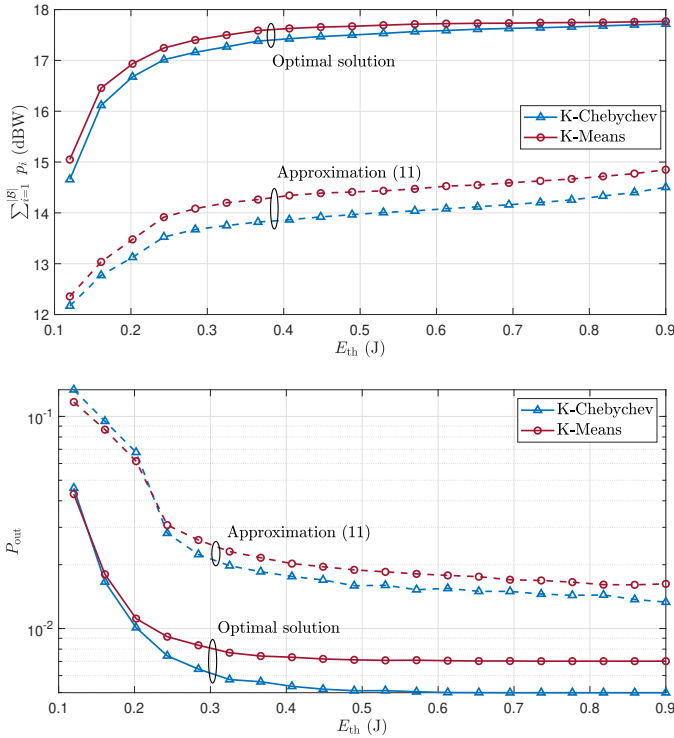 18
17
16
15
14
13
12
∑_{i=1}^{|𝓑|} p_i (dBW)
Optimal solution
K-Chebychev
K-Means
Approximation (11)
0.1 0.2 0.3 0.4 0.5 0.6 0.7 0.8 0.9
E_th (J)
10^-1
10^-2
P_out
K-Chebychev
K-Means
Approximation (11)
Optimal solution
0.1 0.2 0.3 0.4 0.5 0.6 0.7 0.8 0.9
E_th (J)